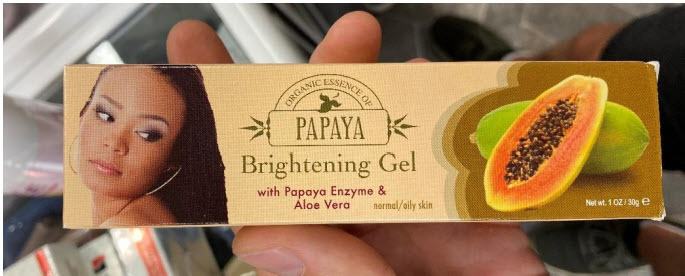 ORGANIC ESSENCE OF
PAPAYA
Brightening Gel
with Papaya Enzyme &
Aloe Vera
normal/oily skin
Net wt. 1 OZ / 30g ℮